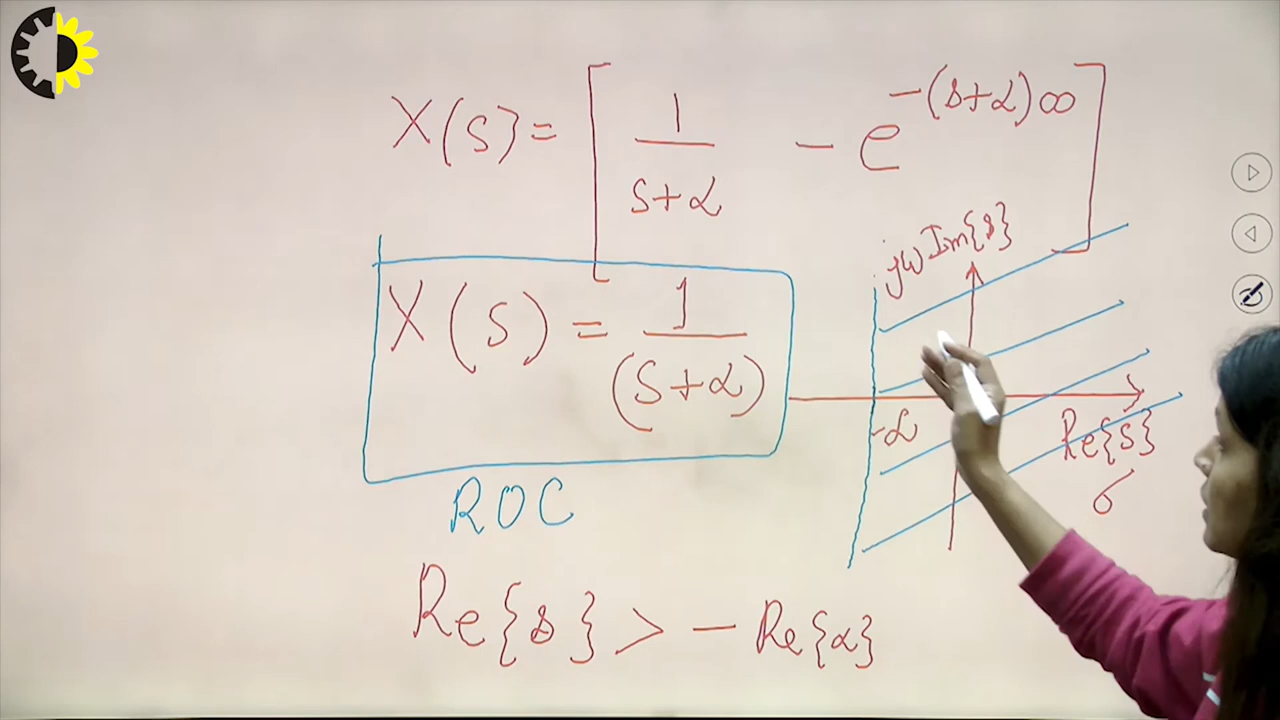 X(s) = [ 1/(s+α) - e^{-(s+α)∞} ]
jω Im{s}
X(s) = 1/(s+α)
-α
Re{s}
σ
ROC
Re{s} > - Re{α}